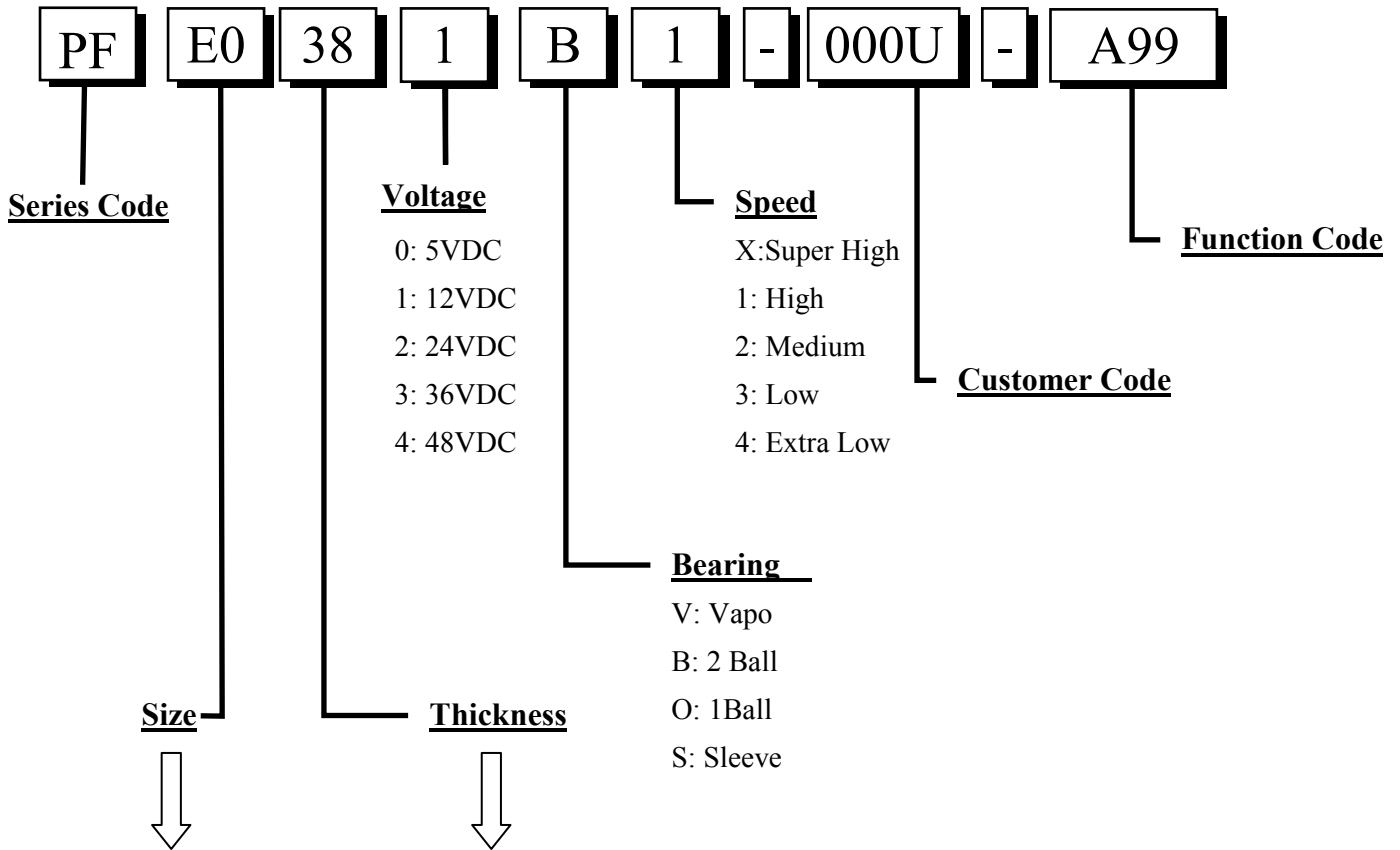 PF E0 38 1 B 1 - 000U - A99
Series Code
Voltage
0: 5VDC
1: 12VDC
2: 24VDC
3: 36VDC
4: 48VDC
Speed
X:Super High
1: High
2: Medium
3: Low
4: Extra Low
Function Code
Customer Code
Bearing
V: Vapo
B: 2 Ball
O: 1Ball
S: Sleeve
Size
Thickness